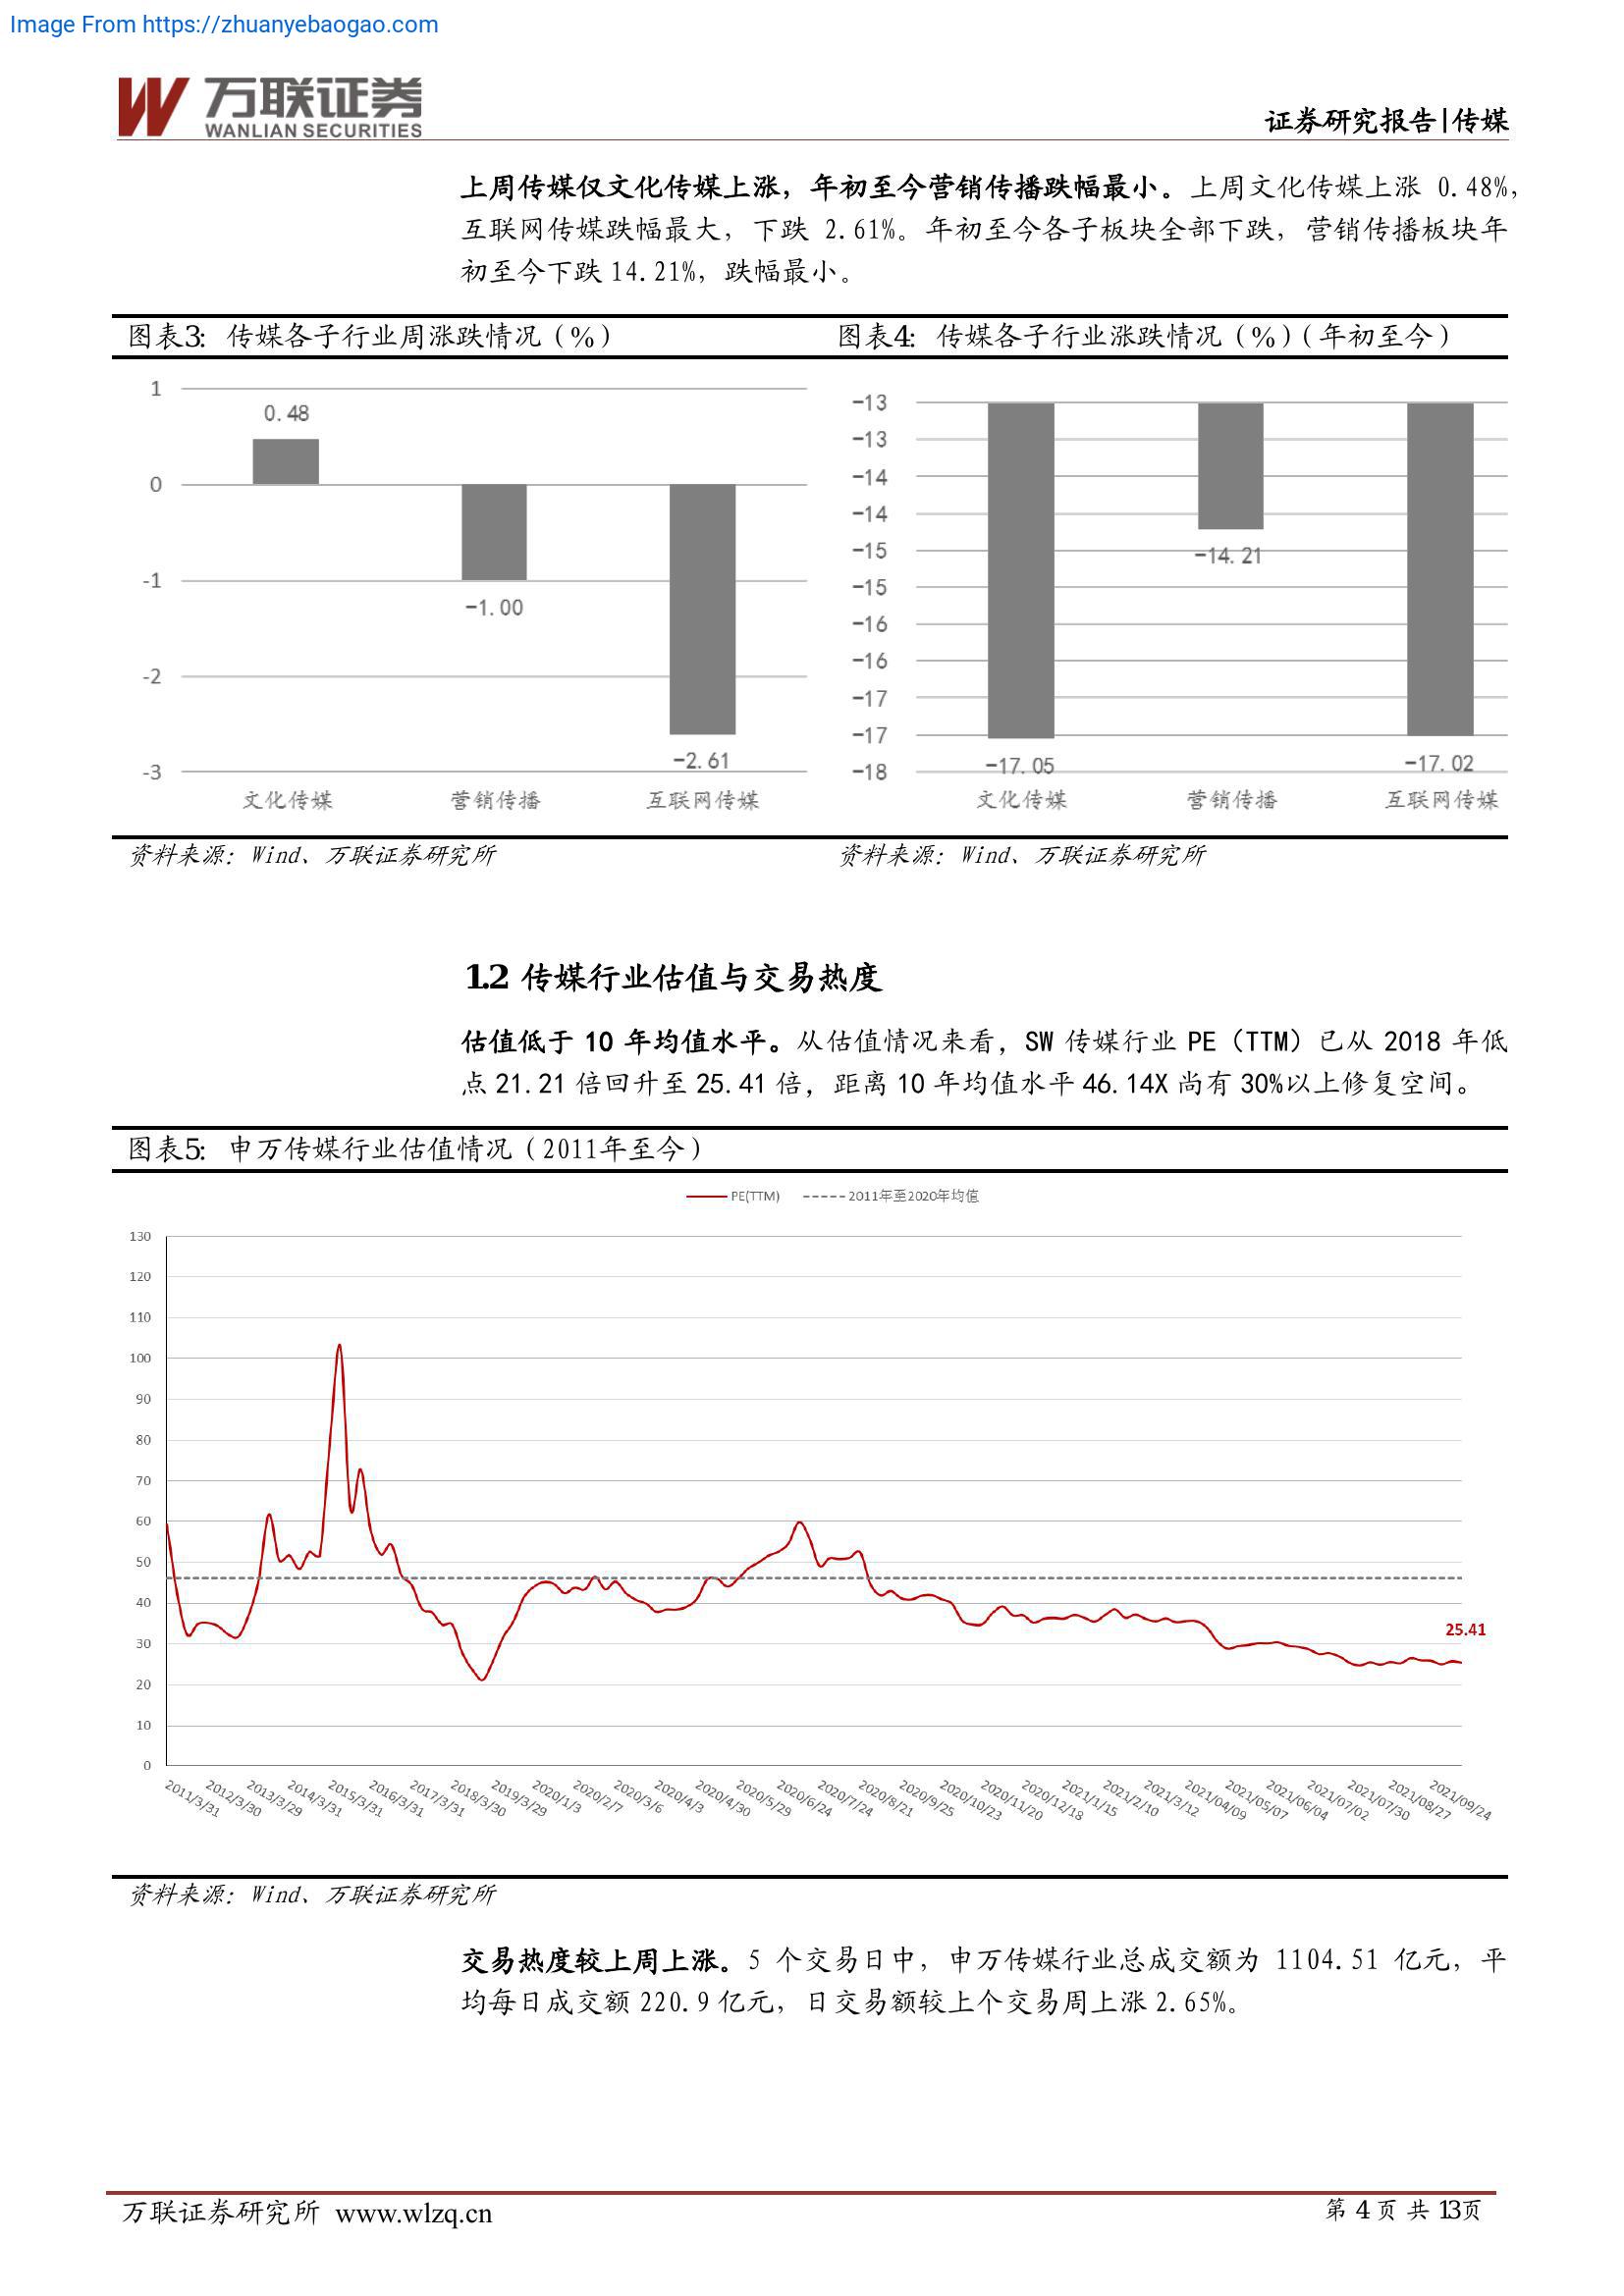 Image From https://zhuanyebaogao.com
万联证券
WANLIAN SECURITIES
证券研究报告|传媒
上周传媒仅文化传媒上涨，年初至今营销传播跌幅最小。上周文化传媒上涨 0.48%，
互联网传媒跌幅最大，下跌 2.61%。年初至今各子板块全部下跌，营销传播板块年
初至今下跌 14.21%，跌幅最小。
图表3: 传媒各子行业周涨跌情况（%）
1
0
-1
-2
-3
0.48
-1.00
-2.61
文化传媒 营销传播 互联网传媒
资料来源：Wind、万联证券研究所
图表4: 传媒各子行业涨跌情况（%）（年初至今）
-13
-13
-14
-14
-15
-15
-16
-16
-17
-17
-18
-17.05
-14.21
-17.02
文化传媒 营销传播 互联网传媒
资料来源：Wind、万联证券研究所
1.2 传媒行业估值与交易热度
估值低于 10 年均值水平。从估值情况来看，SW 传媒行业 PE（TTM）已从 2018 年低
点 21.21 倍回升至 25.41 倍，距离 10 年均值水平 46.14X 尚有 30%以上修复空间。
图表5: 申万传媒行业估值情况（2011年至今）
PE(TTM) 2011年至2020年均值
130
120
110
100
90
80
70
60
50
40
30
20
10
0
25.41
2011/3/31 2012/3/30 2013/3/29 2014/3/31 2015/3/31 2016/3/31 2017/3/31 2018/3/30 2019/3/29 2020/1/3 2020/2/7 2020/3/6 2020/4/3 2020/4/30 2020/5/29 2020/6/24 2020/7/24 2020/8/21 2020/9/25 2020/10/23 2020/11/20 2020/12/18 2021/1/15 2021/2/10 2021/3/12 2021/04/09 2021/05/07 2021/06/04 2021/07/02 2021/07/30 2021/08/27 2021/09/24
资料来源：Wind、万联证券研究所
交易热度较上周上涨。5 个交易日中，申万传媒行业总成交额为 1104.51 亿元，平
均每日成交额 220.9 亿元，日交易额较上个交易周上涨 2.65%。
万联证券研究所 www.wlzq.cn
第 4 页 共 13 页